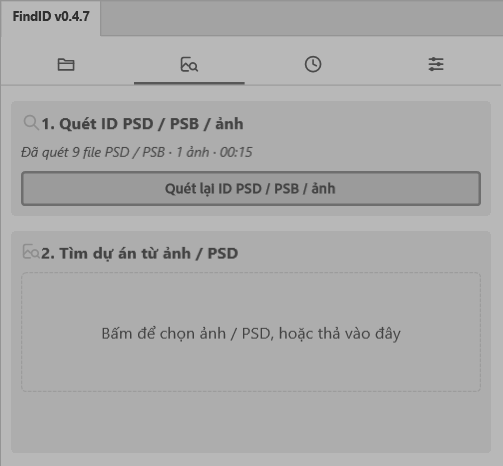 FindID v0.4.7
1. Quét ID PSD / PSB / ảnh
Đã quét 9 file PSD / PSB · 1 ảnh · 00:15
Quét lại ID PSD / PSB / ảnh
2. Tìm dự án từ ảnh / PSD
Bấm để chọn ảnh / PSD, hoặc thả vào đây